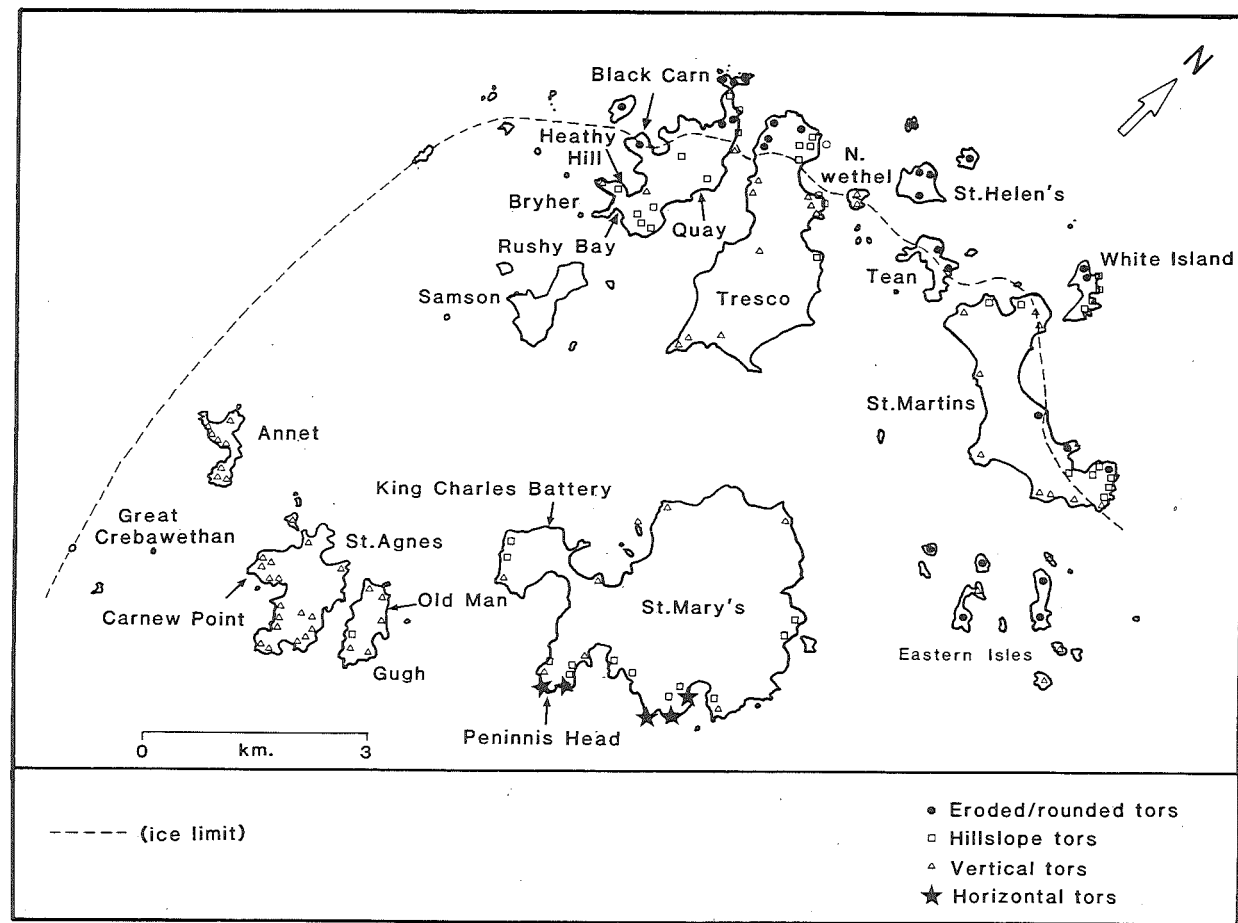 N
Black Carn
Heathy
Hill
N.
wethel
St.Helen's
Bryher
Rushy Bay
Quay
White Island
Tean
Samson
Tresco
St.Martins
Annet
King Charles Battery
Great
Crebawethan
St.Agnes
Old Man
St.Mary's
Carnew Point
Gugh
Eastern Isles
Peninnis Head
0
km.
3
(ice limit)
Eroded/rounded tors
Hillslope tors
Vertical tors
Horizontal tors